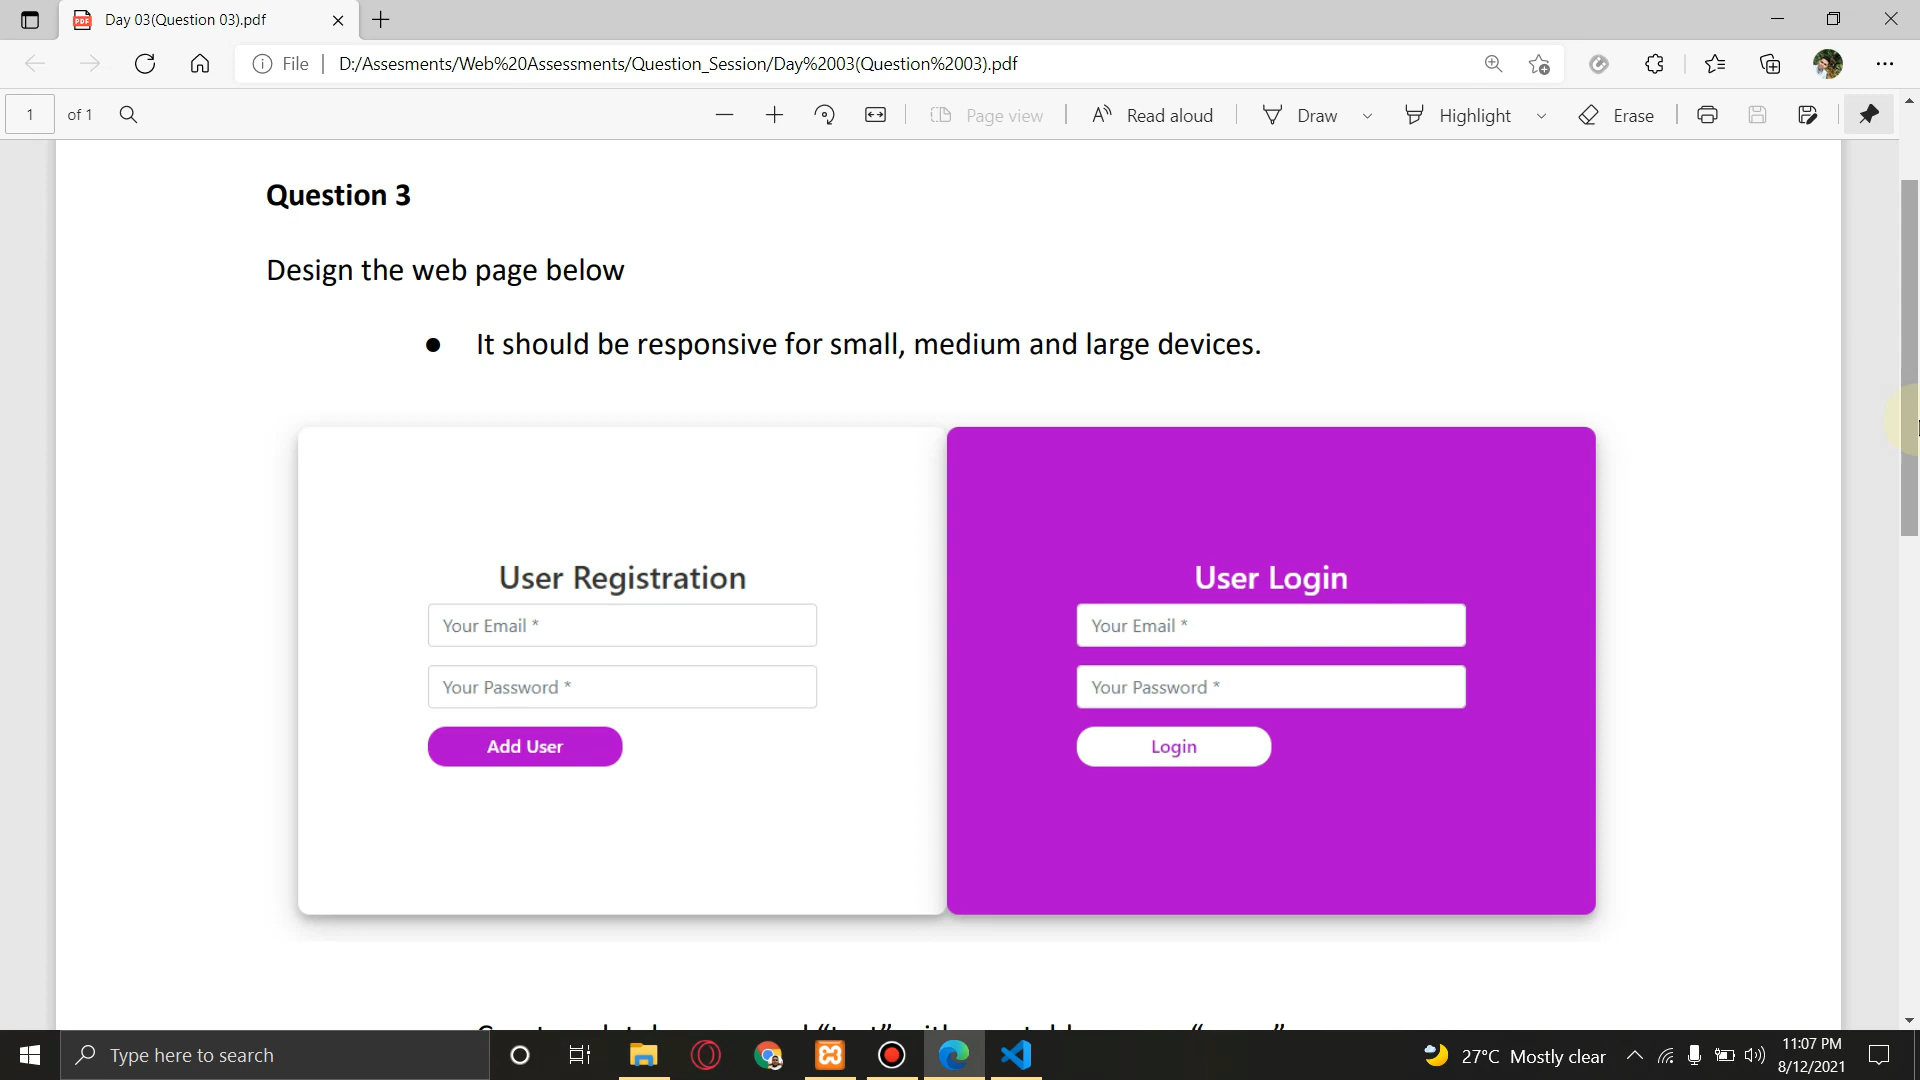 Day 03(Question 03).pdf
File
D:/Assesments/Web%20Assessments/Question_Session/Day%2003(Question%2003).pdf
1 of 1
Page view
Read aloud
Draw
Highlight
Erase
Question 3
Design the web page below
● It should be responsive for small, medium and large devices.
User Registration
Your Email *
Your Password *
Add User
User Login
Your Email *
Your Password *
Login
Type here to search
27°C Mostly clear
11:07 PM
8/12/2021